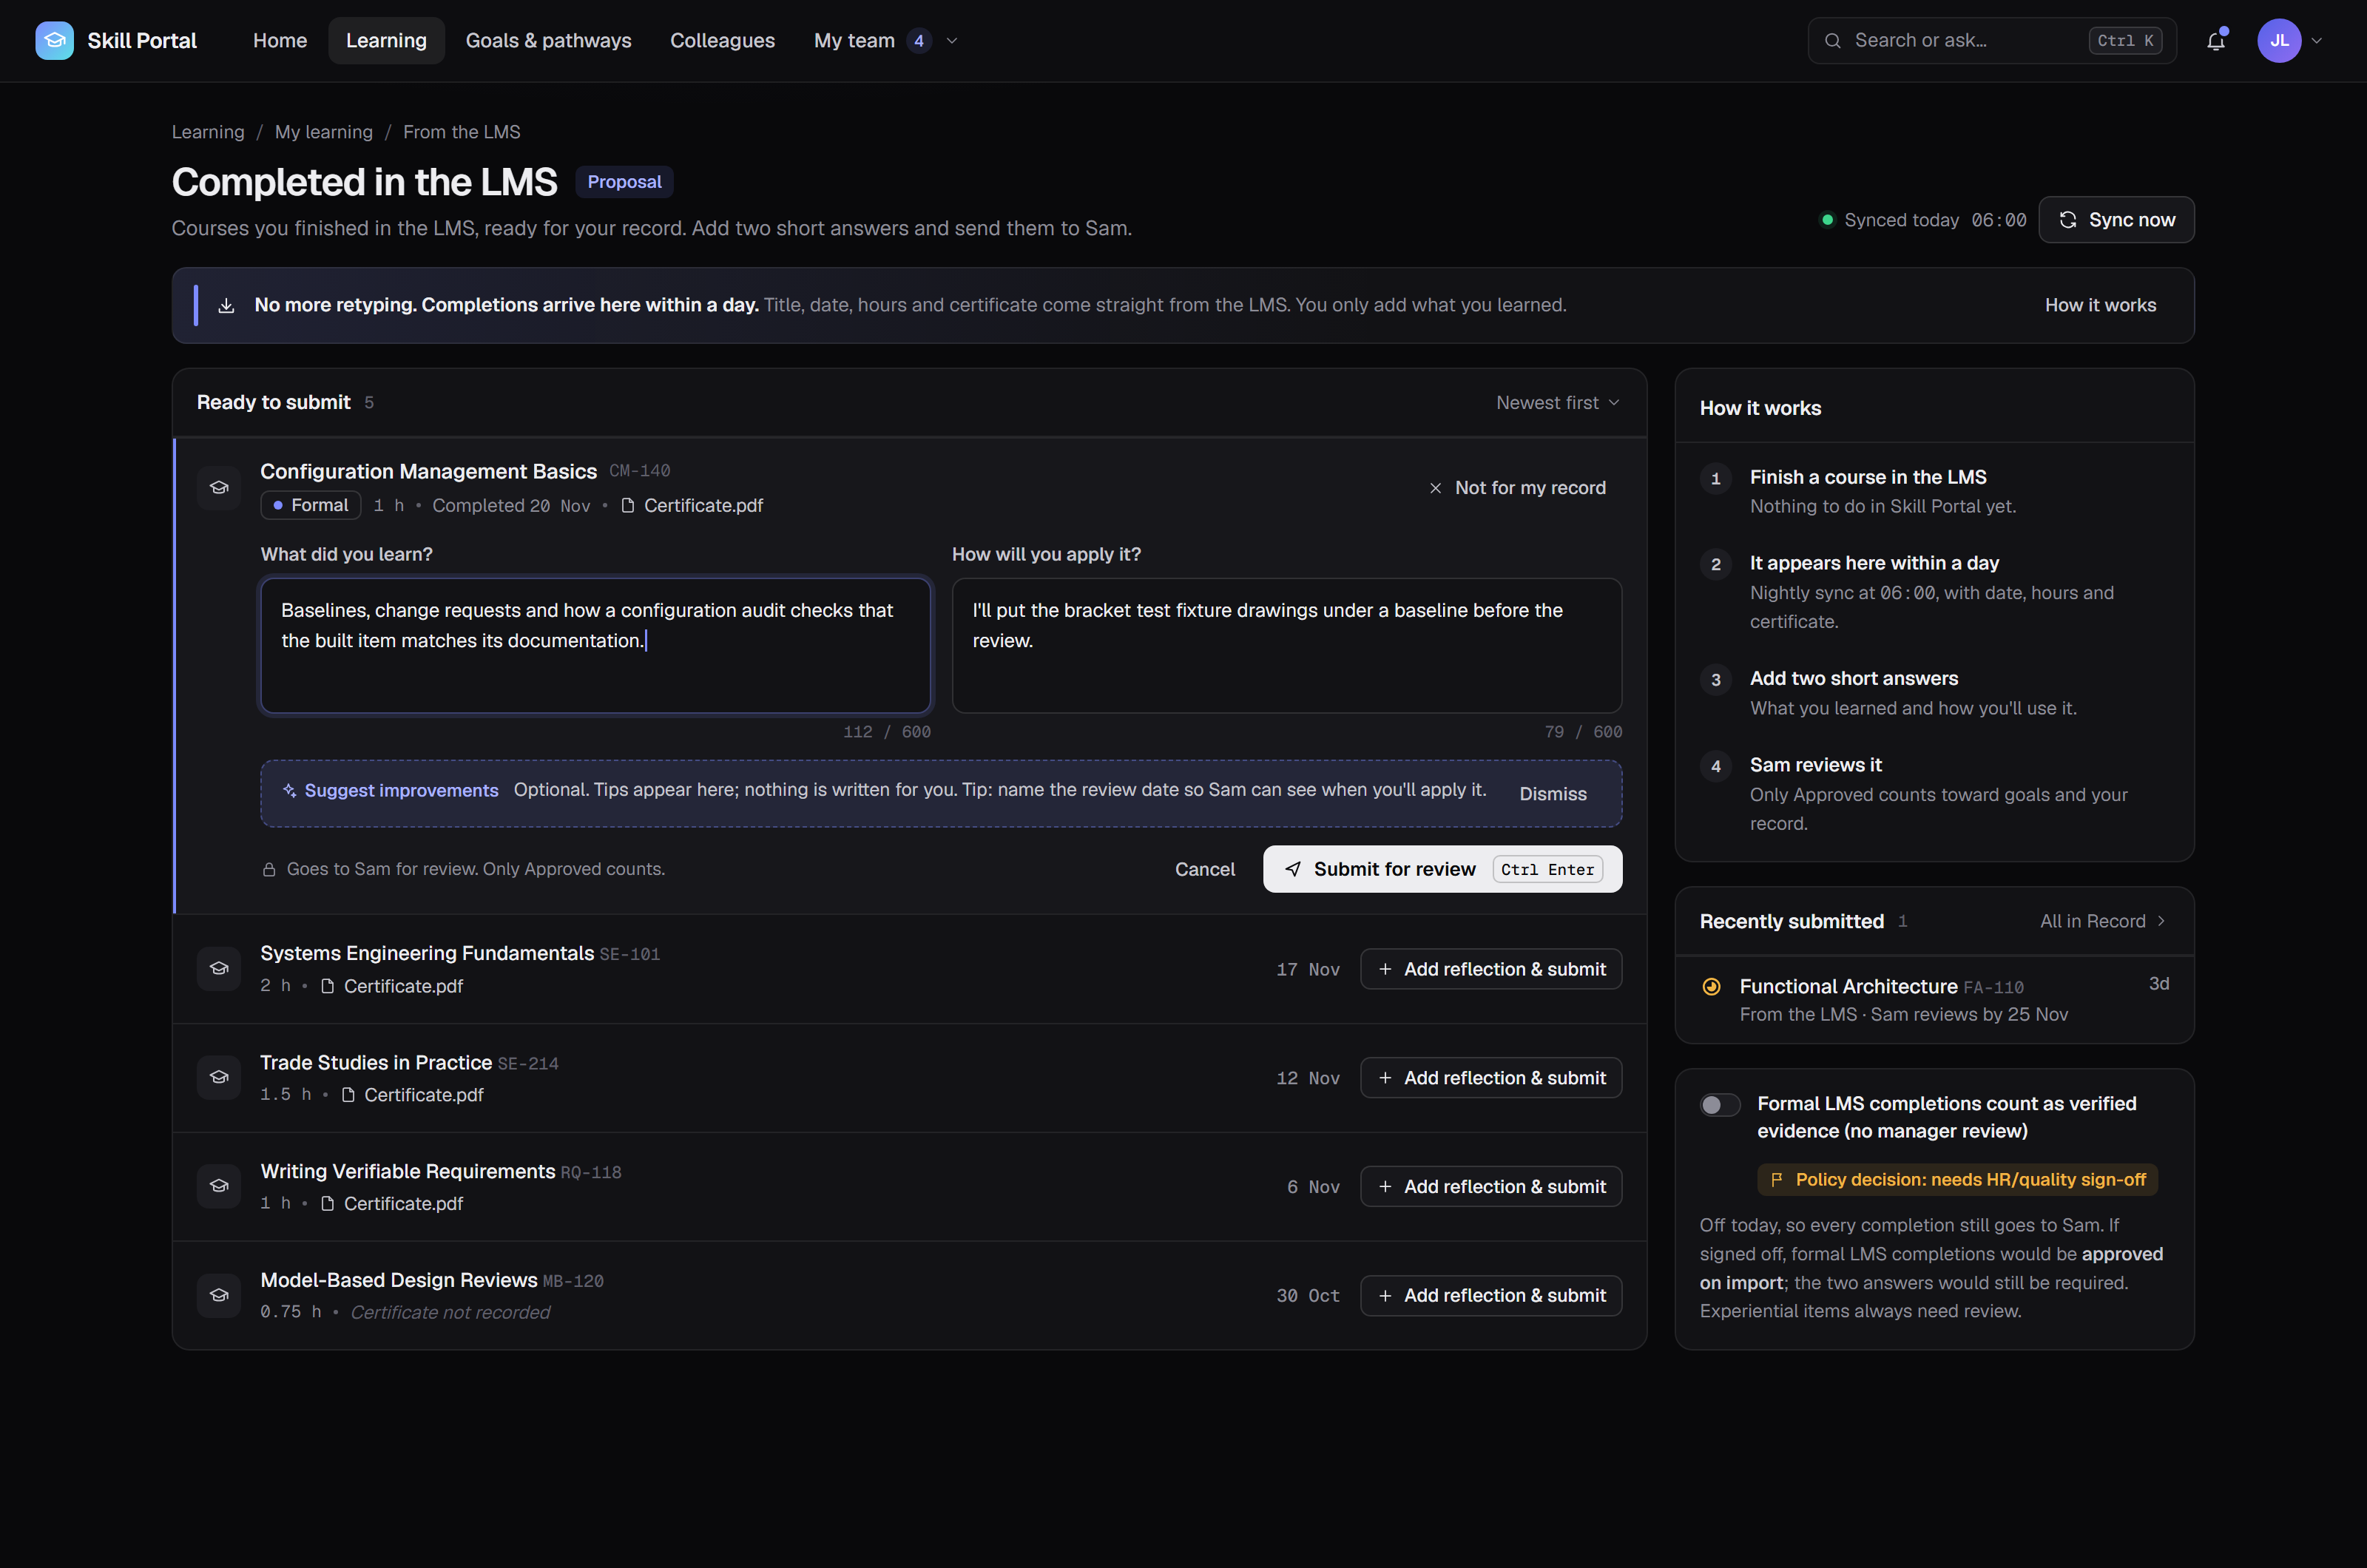 Skill Portal
Home
Learning
Goals & pathways
Colleagues
My team 4
Search or ask...
Ctrl K
JL
Learning / My learning / From the LMS
Completed in the LMS
Proposal
Courses you finished in the LMS, ready for your record. Add two short answers and send them to Sam.
Synced today 06:00
Sync now
No more retyping. Completions arrive here within a day. Title, date, hours and certificate come straight from the LMS. You only add what you learned.
How it works
Ready to submit 5
Newest first
Configuration Management Basics CM-140
Formal 1 h • Completed 20 Nov • Certificate.pdf
Not for my record
What did you learn?
Baselines, change requests and how a configuration audit checks that
the built item matches its documentation.
112 / 600
How will you apply it?
I'll put the bracket test fixture drawings under a baseline before the
review.
79 / 600
Suggest improvements Optional. Tips appear here; nothing is written for you. Tip: name the review date so Sam can see when you'll apply it.
Dismiss
Goes to Sam for review. Only Approved counts.
Cancel
Submit for review Ctrl Enter
Systems Engineering Fundamentals SE-101
2 h • Certificate.pdf
17 Nov
Add reflection & submit
Trade Studies in Practice SE-214
1.5 h • Certificate.pdf
12 Nov
Add reflection & submit
Writing Verifiable Requirements RQ-118
1 h • Certificate.pdf
6 Nov
Add reflection & submit
Model-Based Design Reviews MB-120
0.75 h • Certificate not recorded
30 Oct
Add reflection & submit
How it works
1 Finish a course in the LMS
Nothing to do in Skill Portal yet.
2 It appears here within a day
Nightly sync at 06:00, with date, hours and
certificate.
3 Add two short answers
What you learned and how you'll use it.
4 Sam reviews it
Only Approved counts toward goals and your
record.
Recently submitted 1
All in Record
Functional Architecture FA-110
3d
From the LMS · Sam reviews by 25 Nov
Formal LMS completions count as verified
evidence (no manager review)
Policy decision: needs HR/quality sign-off
Off today, so every completion still goes to Sam. If
signed off, formal LMS completions would be approved
on import; the two answers would still be required.
Experiential items always need review.